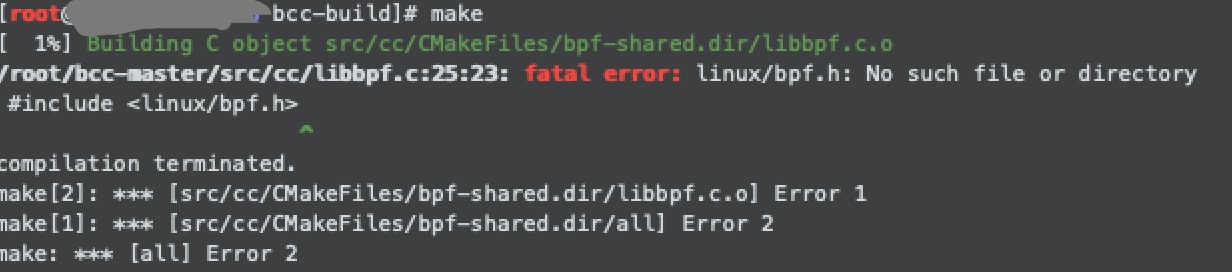 [root@ -bcc-build]# make
[  1%] Building C object src/cc/CMakeFiles/bpf-shared.dir/libbpf.c.o
/root/bcc-master/src/cc/libbpf.c:25:23: fatal error: linux/bpf.h: No such file or directory
 #include <linux/bpf.h>
^
compilation terminated.
make[2]: *** [src/cc/CMakeFiles/bpf-shared.dir/libbpf.c.o] Error 1
make[1]: *** [src/cc/CMakeFiles/bpf-shared.dir/all] Error 2
make: *** [all] Error 2